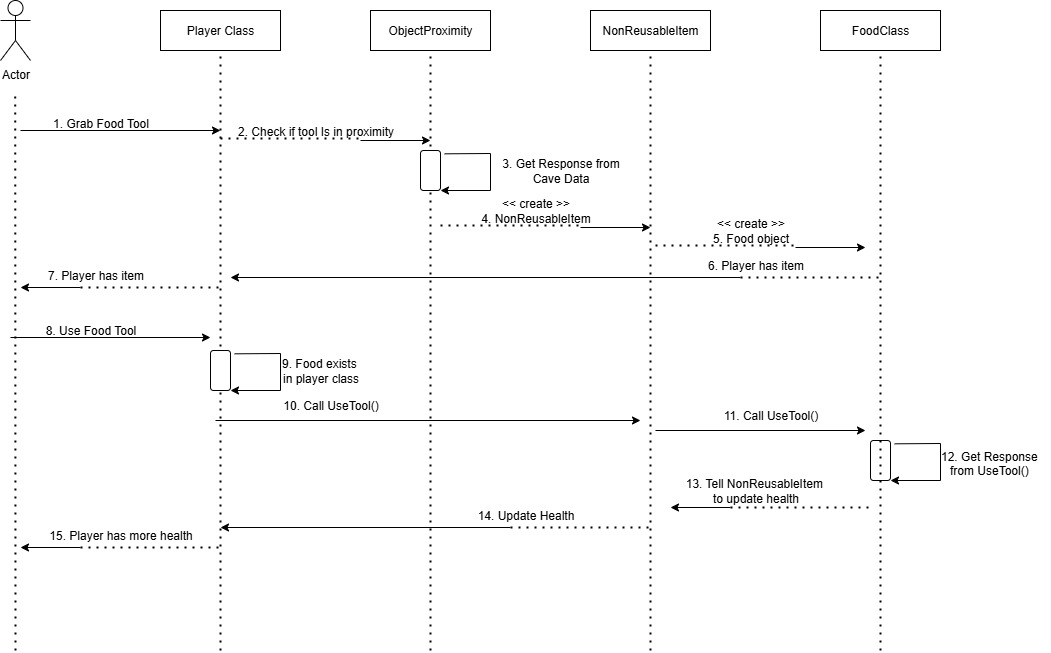 Player Class
ObjectProximity
NonReusableItem
FoodClass
Actor
1. Grab Food Tool
2. Check if tool Is in proximity
3. Get Response from
Cave Data
<< create >>
4. NonReusableItem
<< create >>
5. Food object
6. Player has item
7. Player has item
8. Use Food Tool
9. Food exists
in player class
10. Call UseTool()
11. Call UseTool()
12. Get Response
from UseTool()
13. Tell NonReusableItem
to update health
14. Update Health
15. Player has more health